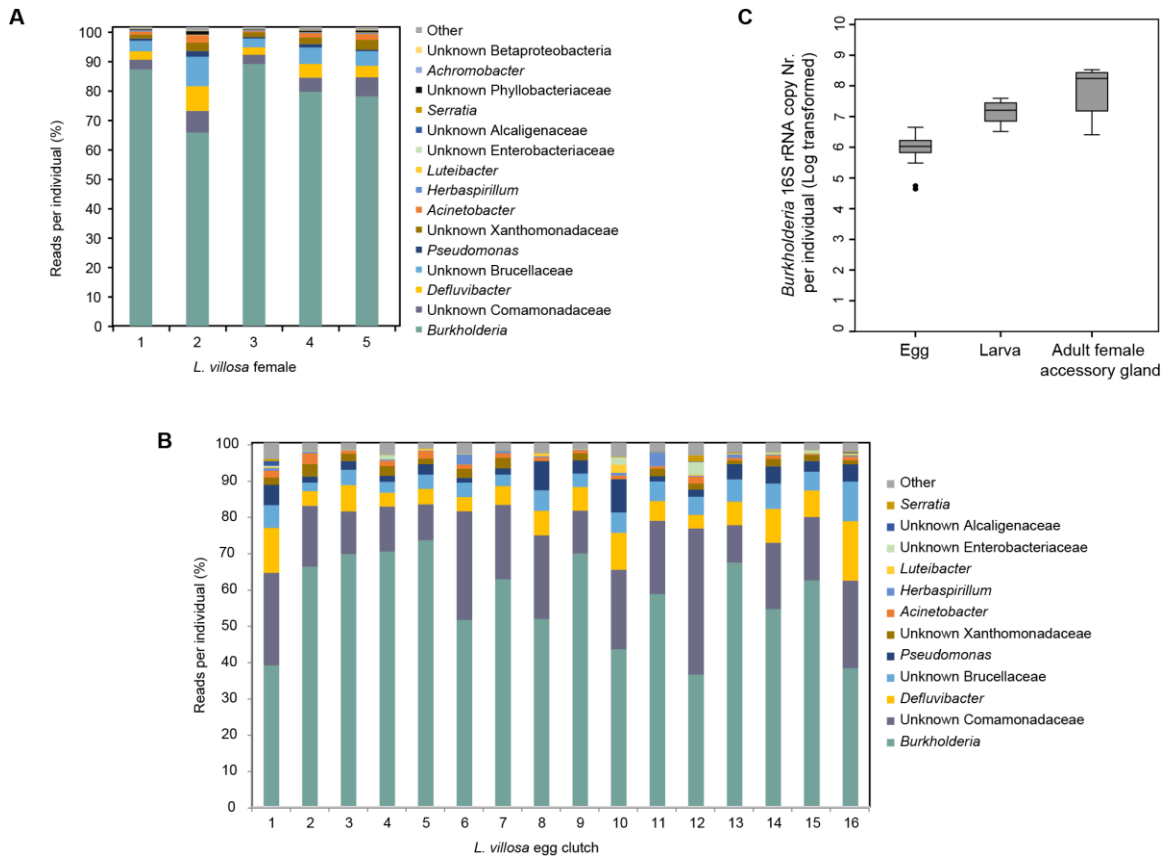 A
Reads per individual (%)
100
90
80
70
60
50
40
30
20
10
0
1 2 3 4 5
L. villosa female
Other
Unknown Betaproteobacteria
Achromobacter
Unknown Phyllobacteriaceae
Serratia
Unknown Alcaligenaceae
Unknown Enterobacteriaceae
Luteibacter
Herbaspirillum
Acinetobacter
Unknown Xanthomonadaceae
Pseudomonas
Unknown Brucellaceae
Defluvibacter
Unknown Comamonadaceae
Burkholderia
C
Burkholderia 16S rRNA copy Nr.
per individual (Log transformed)
10
9
8
7
6
5
4
3
2
1
0
Egg Larva Adult female
accessory gland
B
Reads per individual (%)
100
90
80
70
60
50
40
30
20
10
0
1 2 3 4 5 6 7 8 9 10 11 12 13 14 15 16
L. villosa egg clutch
Other
Serratia
Unknown Alcaligenaceae
Unknown Enterobacteriaceae
Luteibacter
Herbaspirillum
Acinetobacter
Unknown Xanthomonadaceae
Pseudomonas
Unknown Brucellaceae
Defluvibacter
Unknown Comamonadaceae
Burkholderia